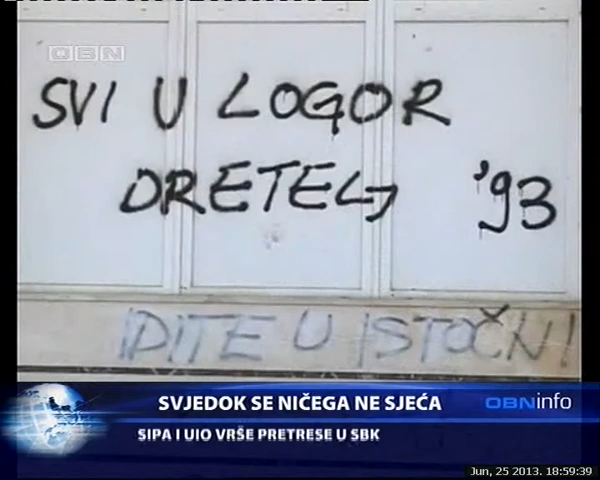 OBN
SVI U LOGOR
DRETELJ '93
IDITE U ISTOČNI
SVJEDOK SE NIČEGA NE SJEĆA
OBNinfo
SIPA I UIO VRŠE PRETRESE U SBK
Jun, 25 2013. 18:59:39